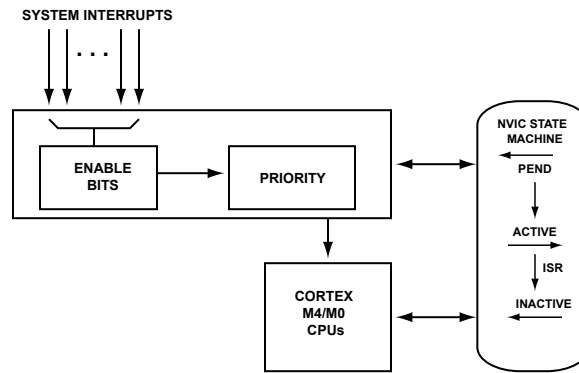 SYSTEM INTERRUPTS
. . .
ENABLE
BITS
PRIORITY
CORTEX
M4/M0
CPUs
NVIC STATE
MACHINE
PEND
ACTIVE
ISR
INACTIVE